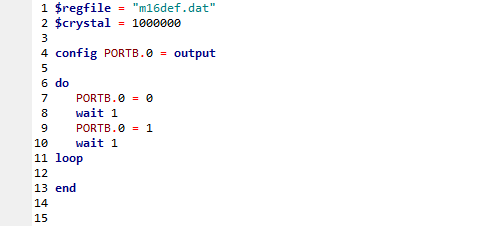 1 $regfile = "m16def.dat"
2 $crystal = 1000000
3
4 config PORTB.0 = output
5
6 do
7    PORTB.0 = 0
8    wait 1
9    PORTB.0 = 1
10    wait 1
11 loop
12
13 end
14
15